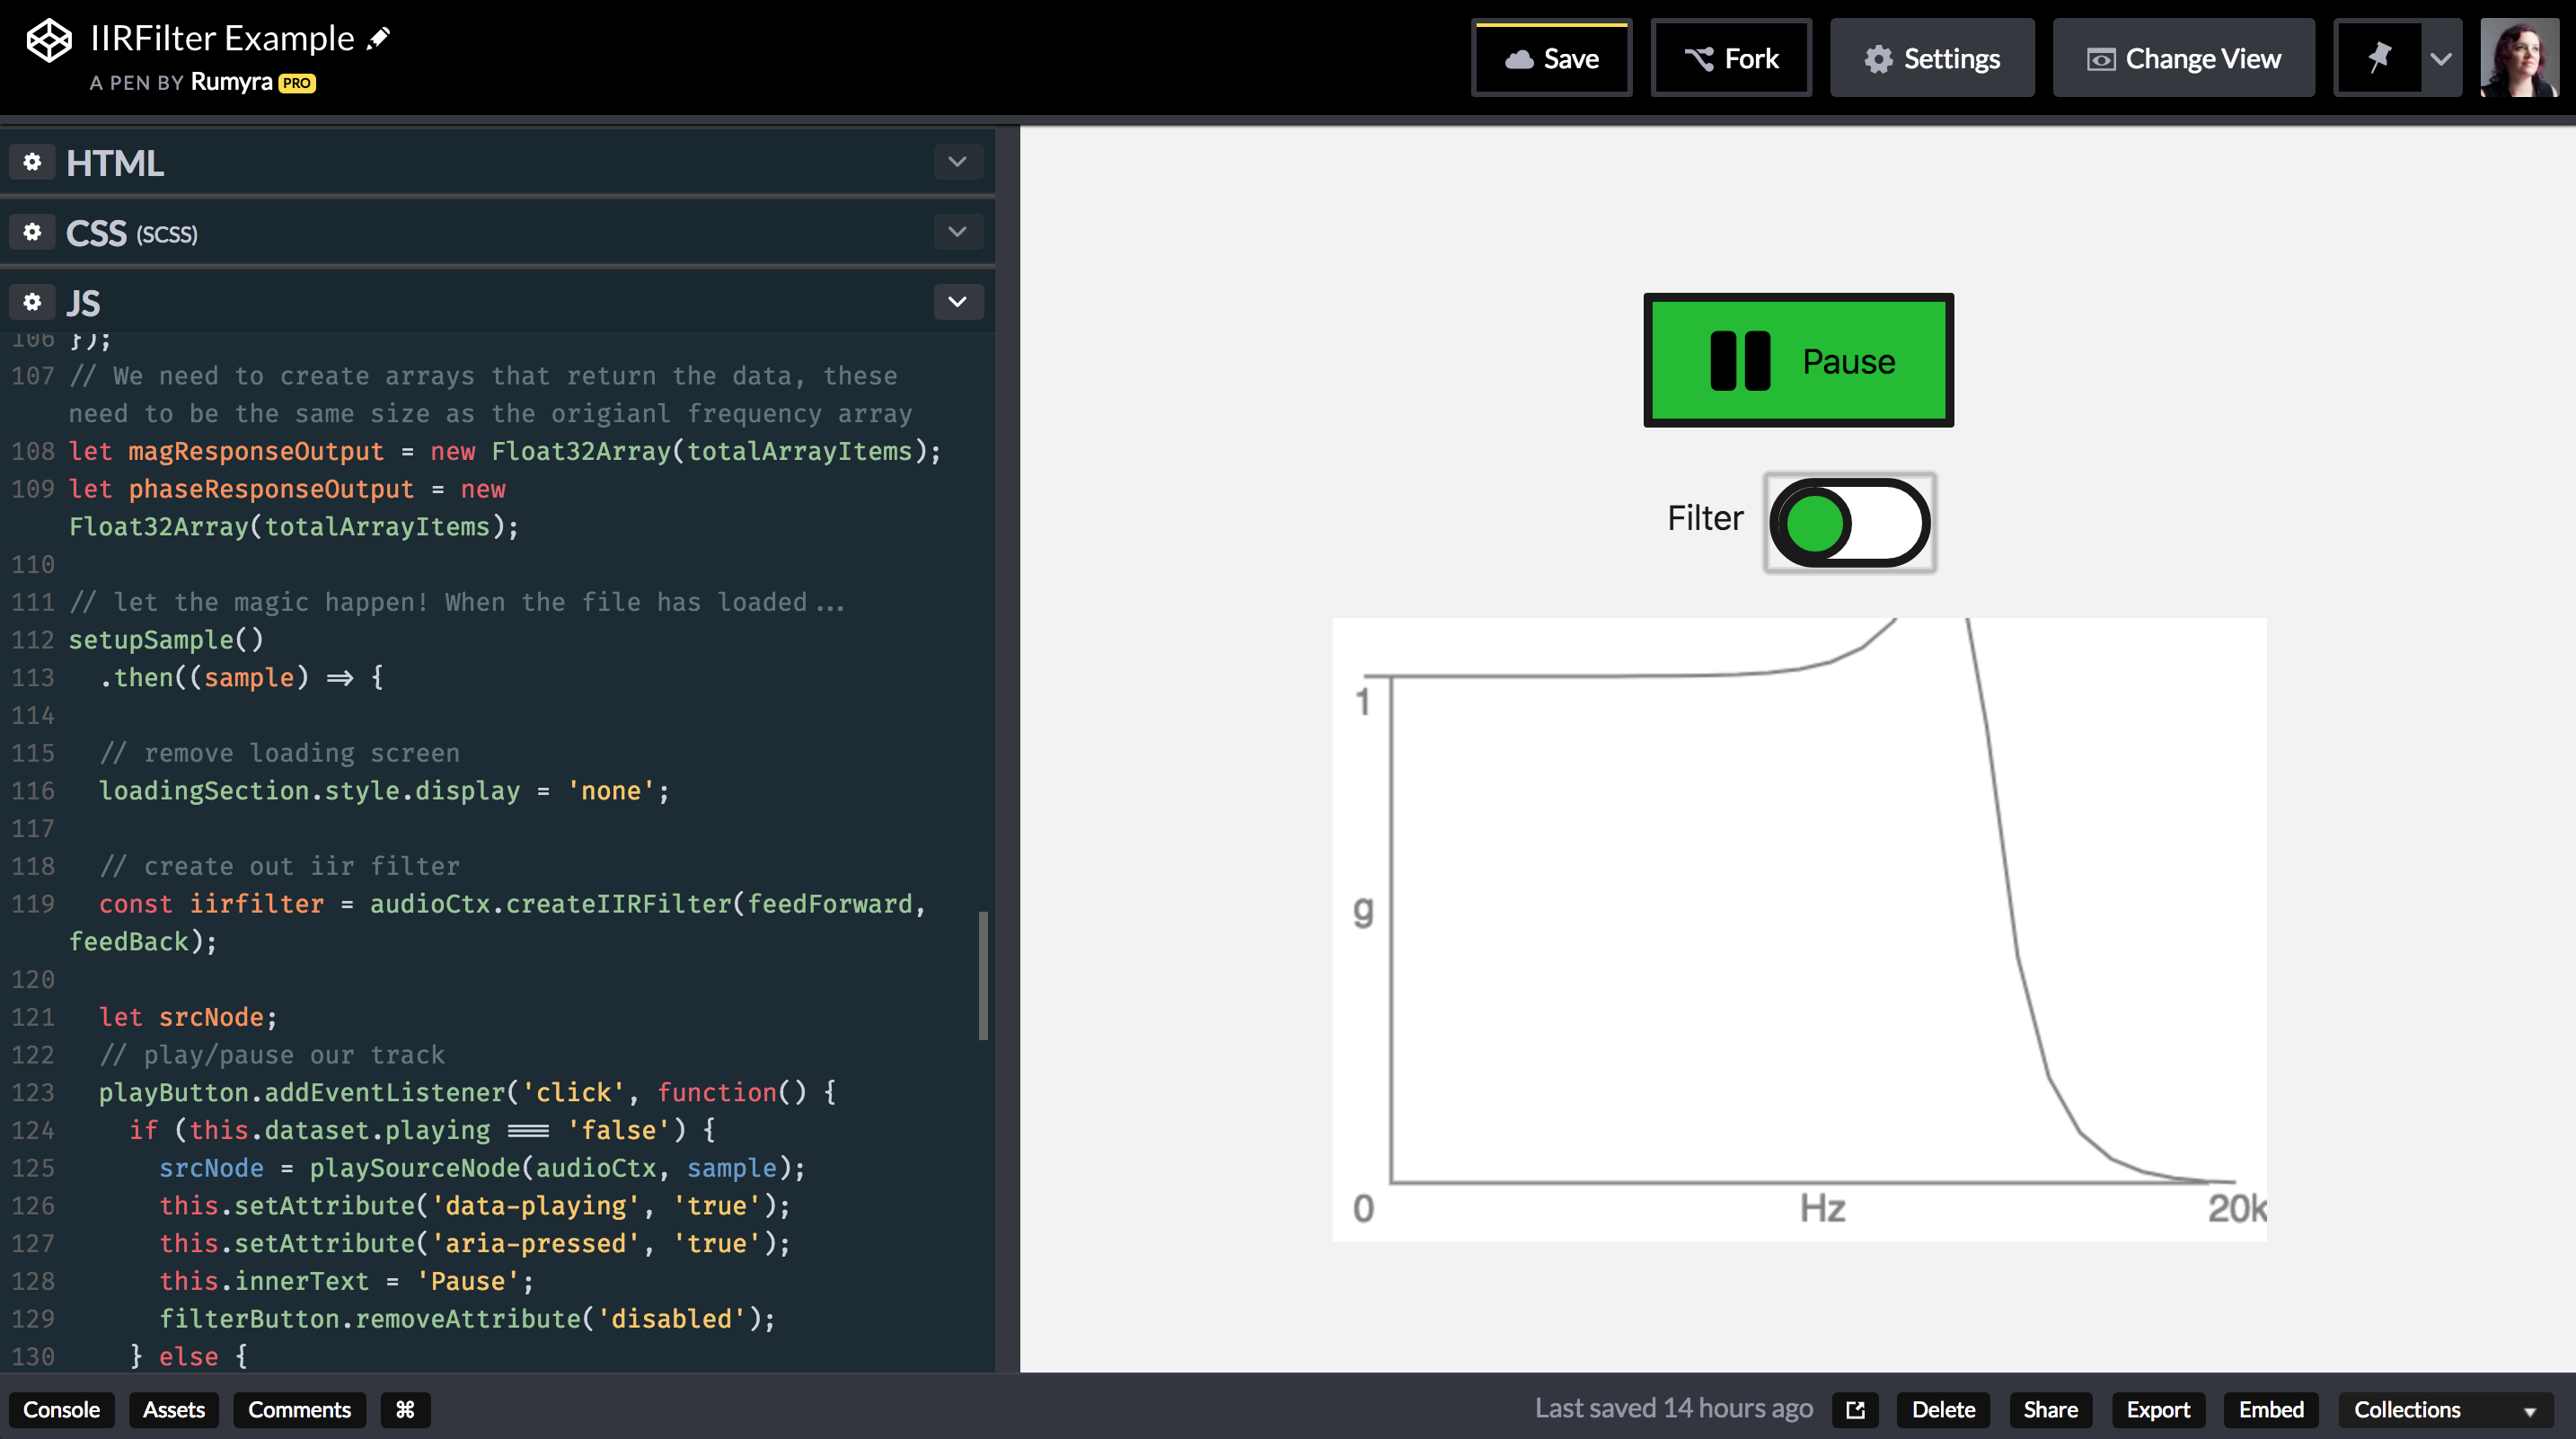 IIRFilter Example
A PEN BY Rumyra PRO
Save
Fork
Settings
Change View
HTML
CSS (SCSS)
JS
106 });
107 // We need to create arrays that return the data, these
need to be the same size as the origianl frequency array
108 let magResponseOutput = new Float32Array(totalArrayItems);
109 let phaseResponseOutput = new
Float32Array(totalArrayItems);
110
111 // let the magic happen! When the file has loaded...
112 setupSample()
113 .then((sample) => {
114
115 // remove loading screen
116 loadingSection.style.display = 'none';
117
118 // create out iir filter
119 const iirfilter = audioCtx.createIIRFilter(feedForward,
feedBack);
120
121 let srcNode;
122 // play/pause our track
123 playButton.addEventListener('click', function() {
124 if (this.dataset.playing === 'false') {
125 srcNode = playSourceNode(audioCtx, sample);
126 this.setAttribute('data-playing', 'true');
127 this.setAttribute('aria-pressed', 'true');
128 this.innerText = 'Pause';
129 filterButton.removeAttribute('disabled');
130 } else {
Pause
Filter
1
g
0
Hz
20k
Console
Assets
Comments
⌘
Last saved 14 hours ago
Delete
Share
Export
Embed
Collections